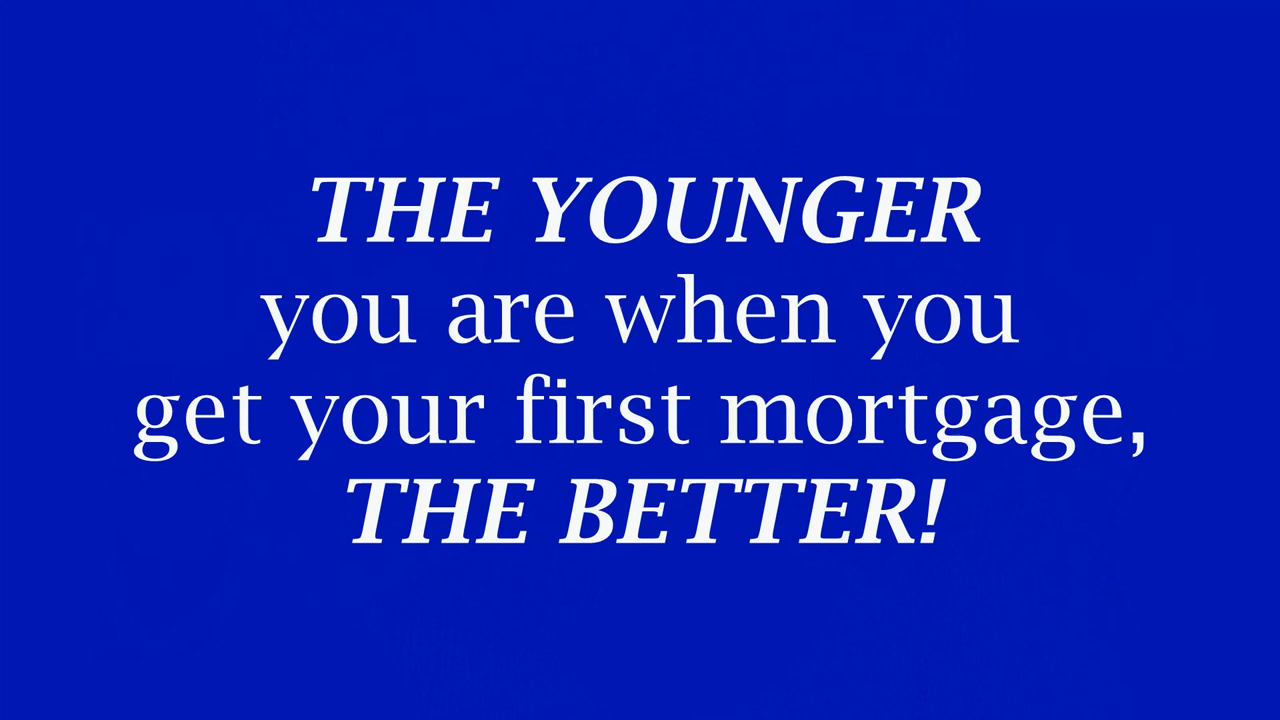 THE YOUNGER
you are when you
get your first mortgage,
THE BETTER!